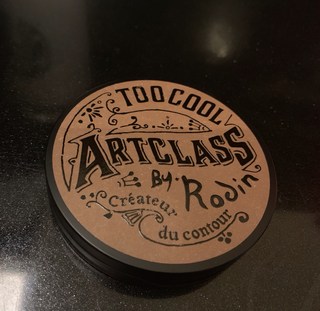 TOO COOL
ARTCLASS
BY. Rodin
Créateur
du contour